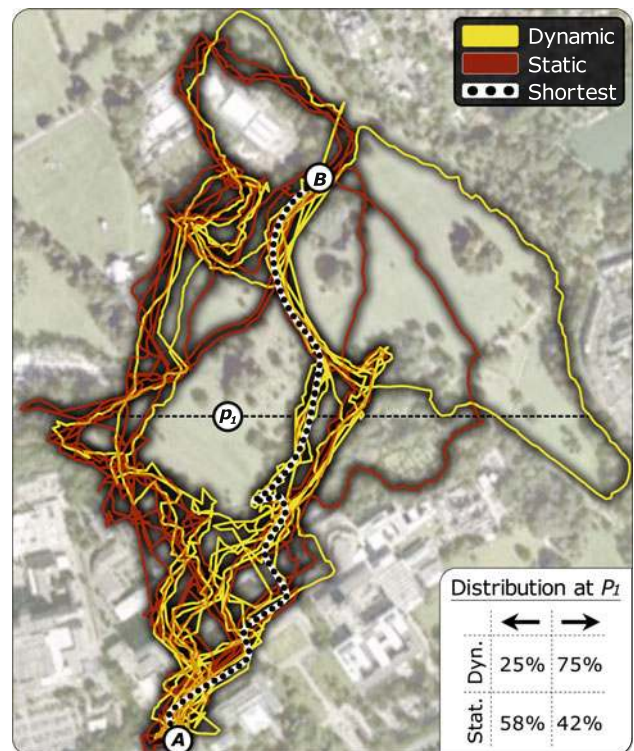 Dynamic
Static
Shortest
B
P1
A
Distribution at P1
← →
Dyn. 25% 75%
Stat. 58% 42%